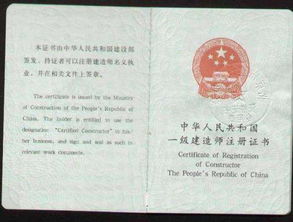 本证书由中华人民共和国建设部
签发，持证者可以注册建造师名义执
业，并在相关文件上签章。
The certificate is issued by the Ministry
of Construction of the People's Republic of
China. The holder is entitled to use the
designation "Certified Constructor" in his/
her business, and sign and seal as such in
relevant work documents.
中华人民共和国
一级建造师注册证书
Certificate of Registration
of Constructor
The People's Republic of China